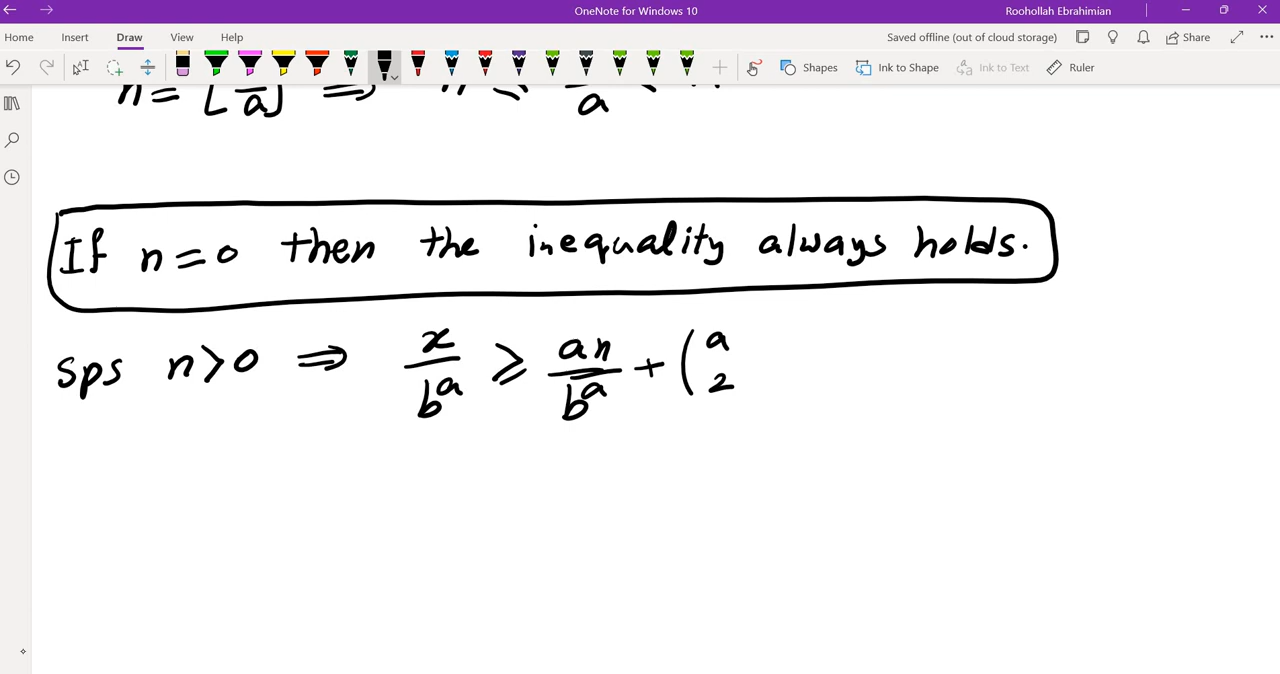 OneNote for Windows 10
Roohollah Ebrahimian
Home Insert Draw View Help
Saved offline (out of cloud storage)
Share
Shapes
Ink to Shape
Ink to Text
Ruler
n = [ /a] ⇒ n ≤ /a
If n=0 then the inequality always holds.
Sps n>0 ⇒ x/b^a ≥ an/b^a + (a 2